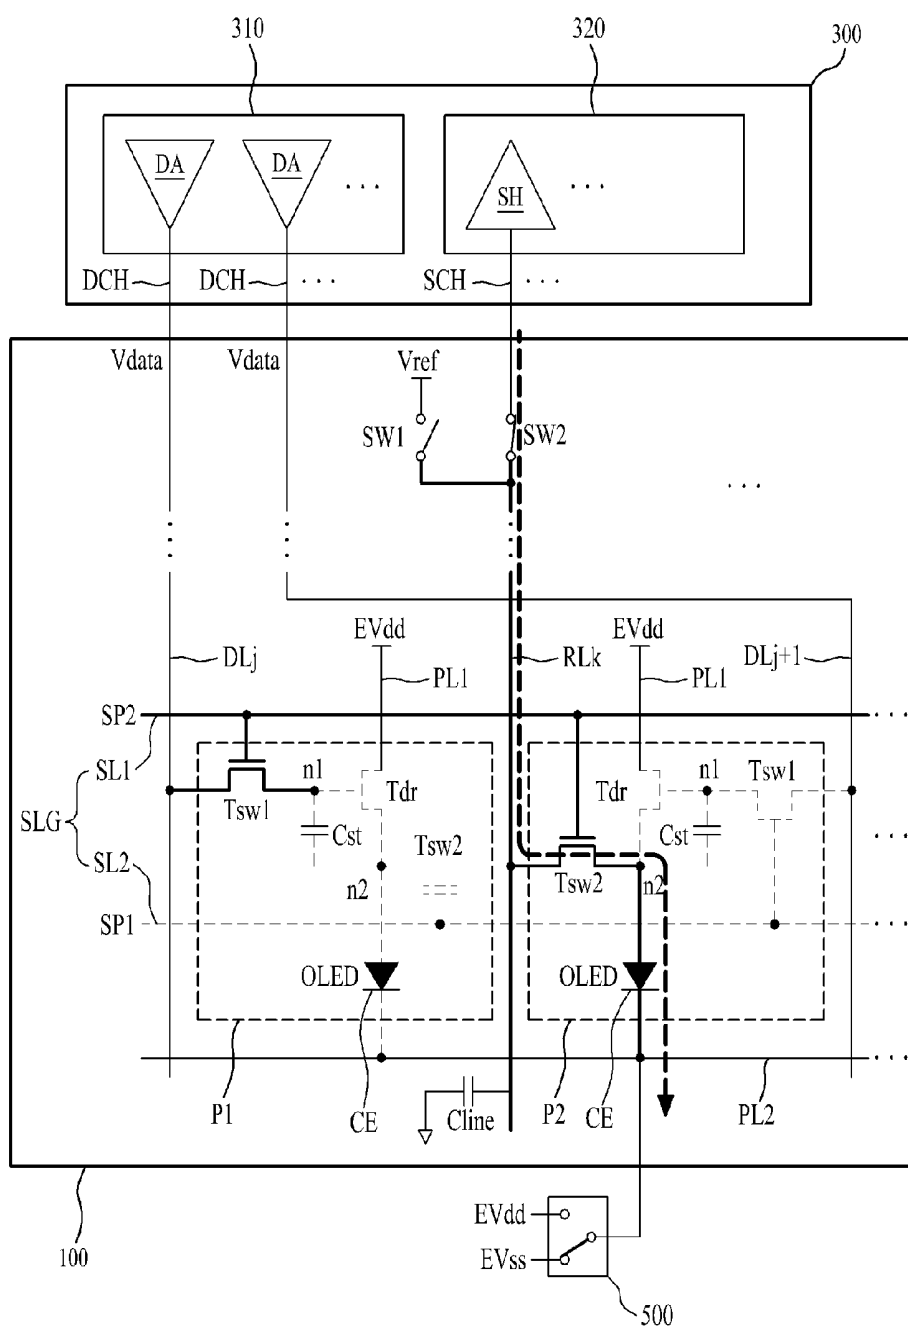 310 320 300
DA DA ... SH ...
DCH DCH ... SCH ...
Vdata Vdata Vref
SW1 SW2
...
EVdd EVdd
DLj PL1 RLk PL1 DLj+1
SP2 ...
SL1 n1 Tdr Tdr n1 Tsw1
Tsw1
SLG Cst Tsw2 Cst ...
SL2 n2 Tsw2 n2
SP1 ...
OLED OLED
...
P1 CE Cline P2 CE PL2
100
EVdd
EVss
500